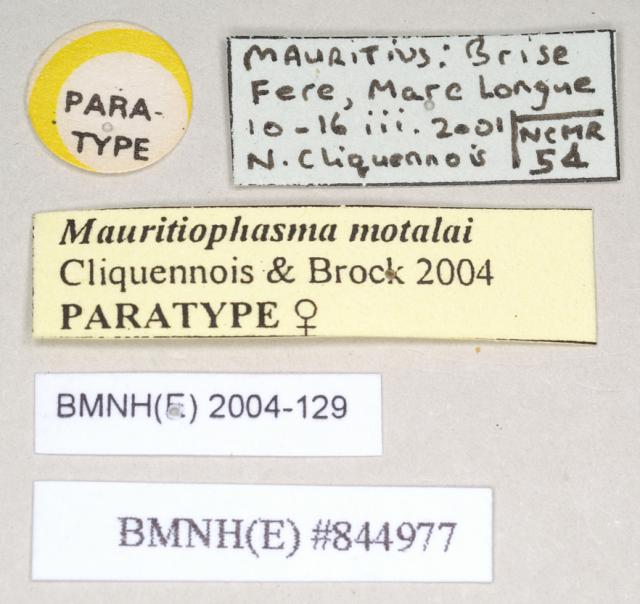 PARA-
TYPE
MAURITIUS: Brise
Fere, Mare Longue
10-16 iii. 2001
N. Cliquennois
NCMR
54
Mauritiophasma motalai
Cliquennois & Brock 2004
PARATYPE ♀
BMNH(E) 2004-129
BMNH(E) #844977